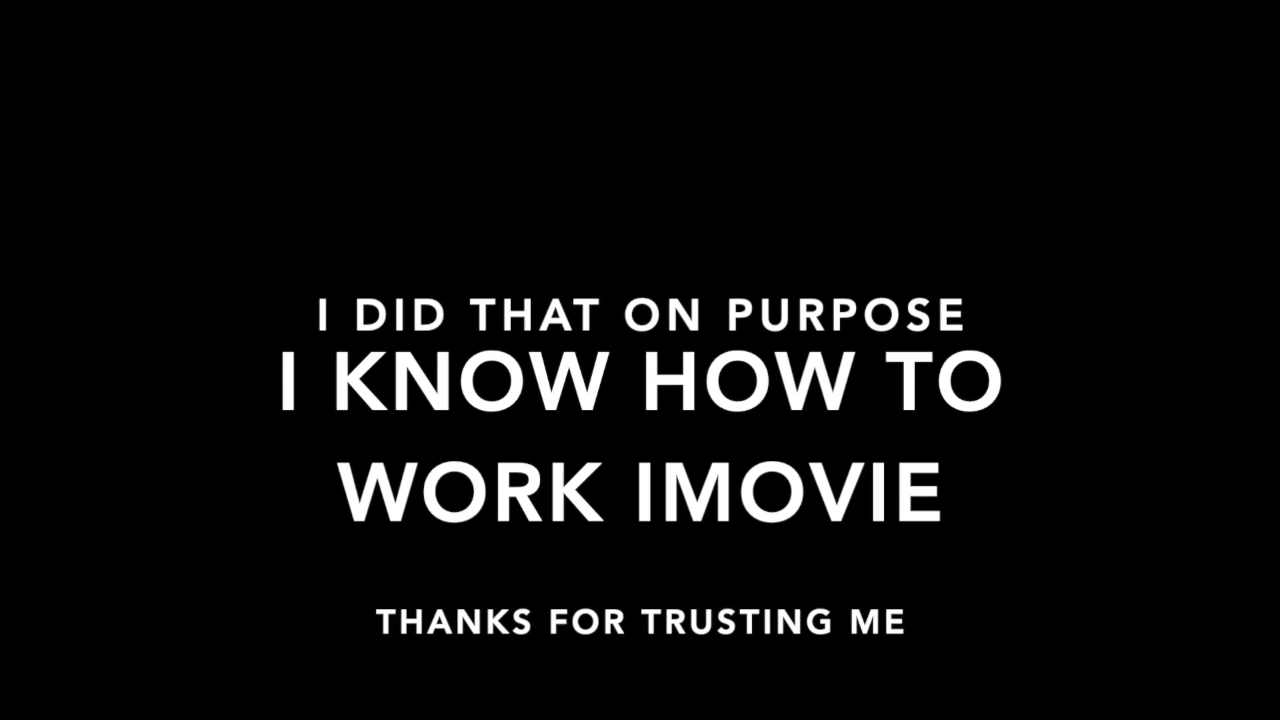 I DID THAT ON PURPOSE
I KNOW HOW TO
WORK IMOVIE
THANKS FOR TRUSTING ME